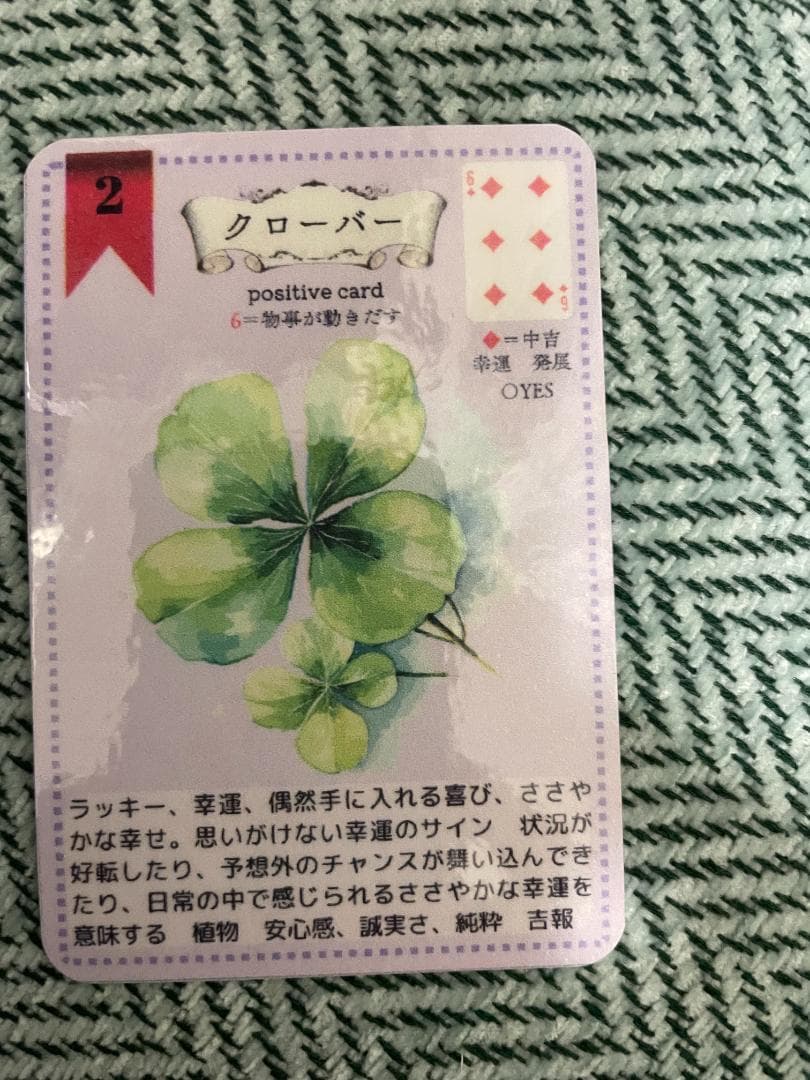 2
クローバー
positive card
6=物事が動きだす
6
9
♦=中吉
幸運 発展
○YES
ラッキー、幸運、偶然手に入れる喜び、ささや
かな幸せ。思いがけない幸運のサイン 状況が
好転したり、予想外のチャンスが舞い込んでき
たり、日常の中で感じられるささやかな幸運を
意味する 植物 安心感、誠実さ、純粋 吉報